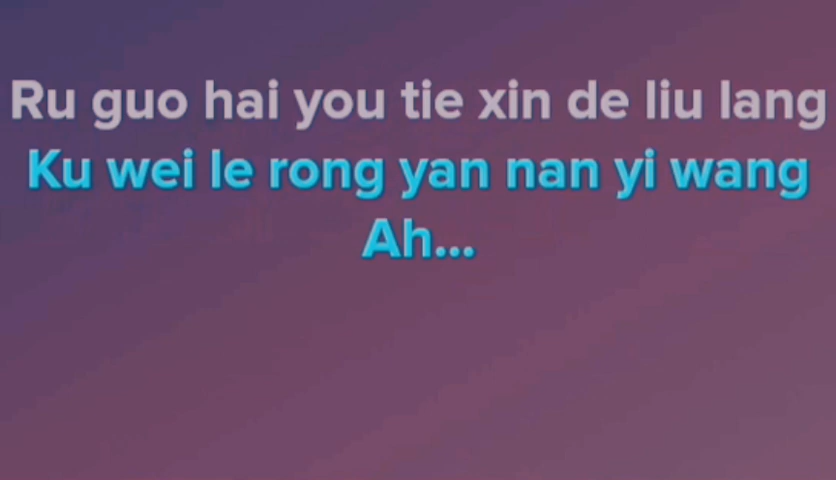 Ru guo hai you tie xin de liu lang
Ku wei le rong yan nan yi wang
Ah...